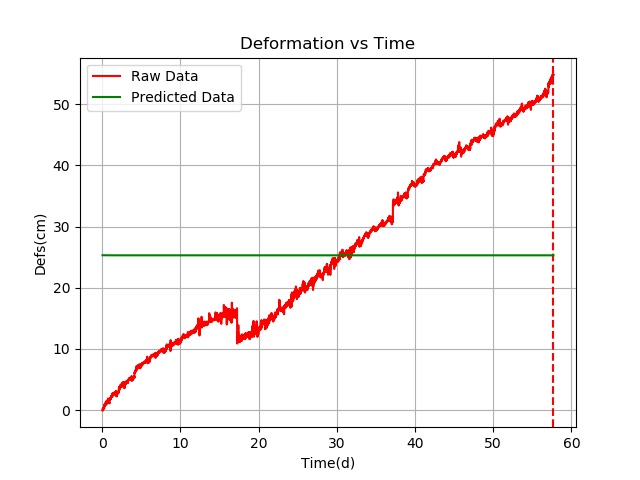 Deformation vs Time
Raw Data
Predicted Data
Defs(cm)
50
40
30
20
10
0
0 10 20 30 40 50 60
Time(d)